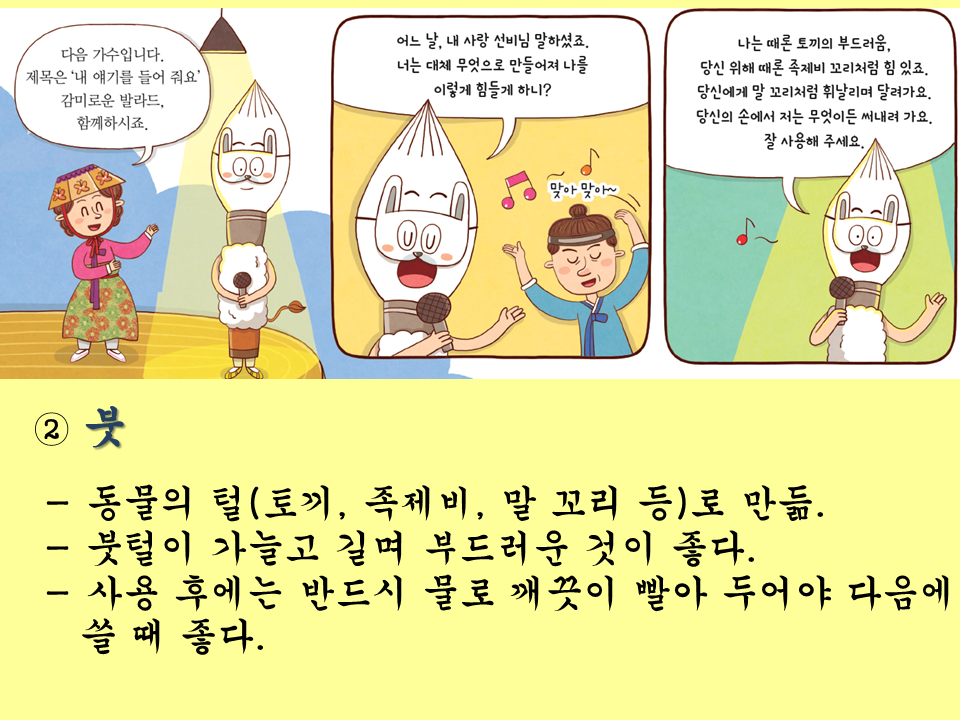 다음 가수입니다.
제목은 '내 얘기를 들어 줘요'
감미로운 발라드.
함께하시죠.
어느 날, 내 사랑 선비님 말하셨죠.
너는 대체 무엇으로 만들어져 나를
이렇게 힘들게 하니?
맞아 맞아~
나는 때론 토끼의 부드러움,
당신 위해 때론 족제비 꼬리처럼 힘 있죠.
당신에게 말 꼬리처럼 휘날리며 달려가요.
당신의 손에서 저는 무엇이든 써내려 가요.
잘 사용해 주세요.
② 붓
- 동물의 털(토끼, 족제비, 말 꼬리 등)로 만듦.
- 붓털이 가늘고 길며 부드러운 것이 좋다.
- 사용 후에는 반드시 물로 깨끗이 빨아 두어야 다음에
쓸 때 좋다.